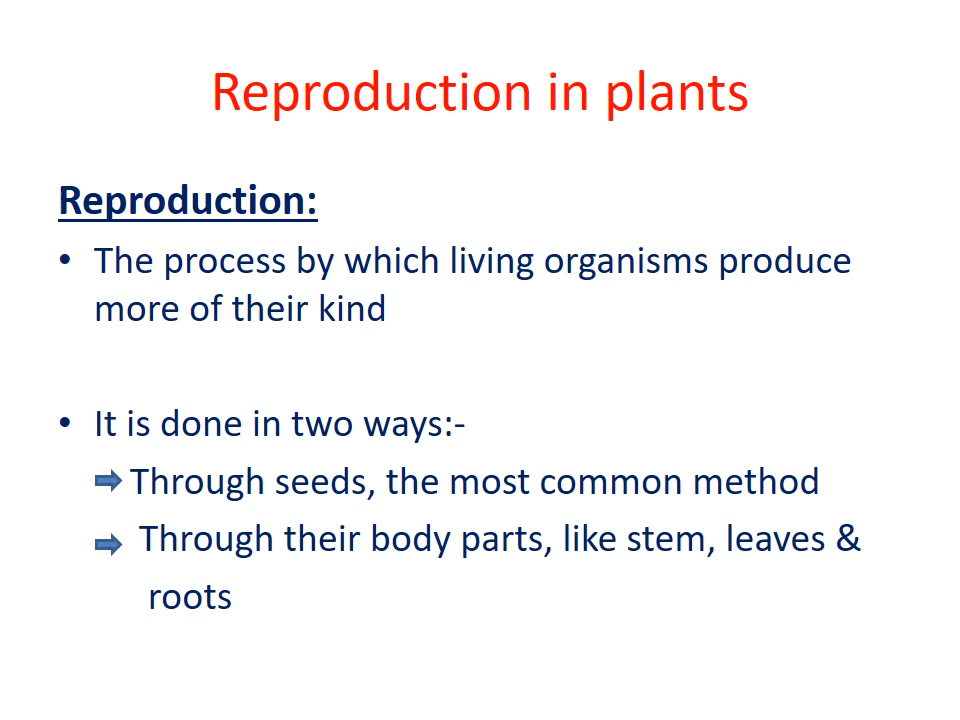 Reproduction in plants
Reproduction:
• The process by which living organisms produce
more of their kind
• It is done in two ways:-
Through seeds, the most common method
Through their body parts, like stem, leaves &
roots